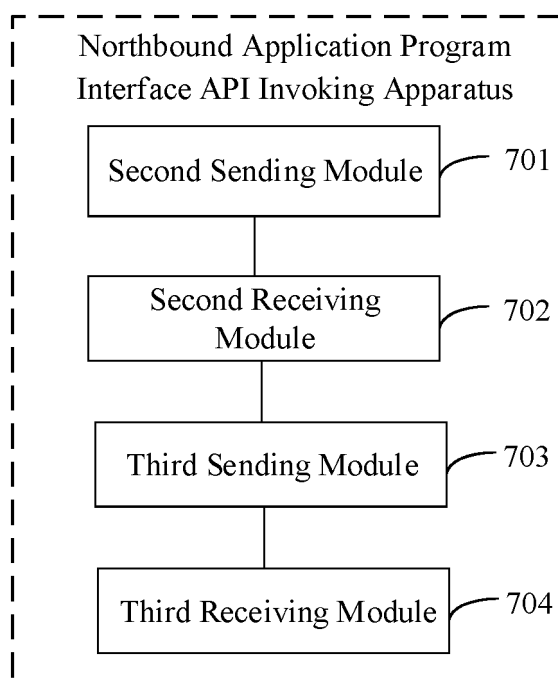 Northbound Application Program
Interface API Invoking Apparatus
Second Sending Module
701
Second Receiving
Module
702
Third Sending Module
703
Third Receiving Module
704